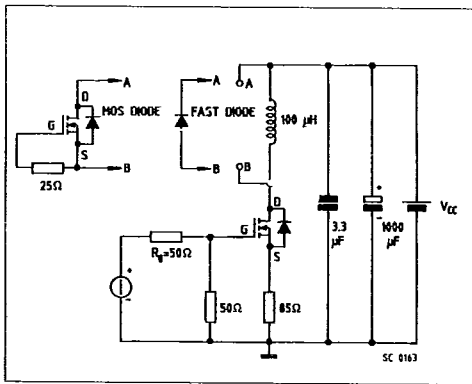 A
A
A
D
MOS DIODE
FAST DIODE
G
100 μH
S
B
B
B
25Ω
D
G
S
Rg=50Ω
3.3
μF
+
1000
μF
-
VCC
+
-
50Ω
85Ω
SC 0163